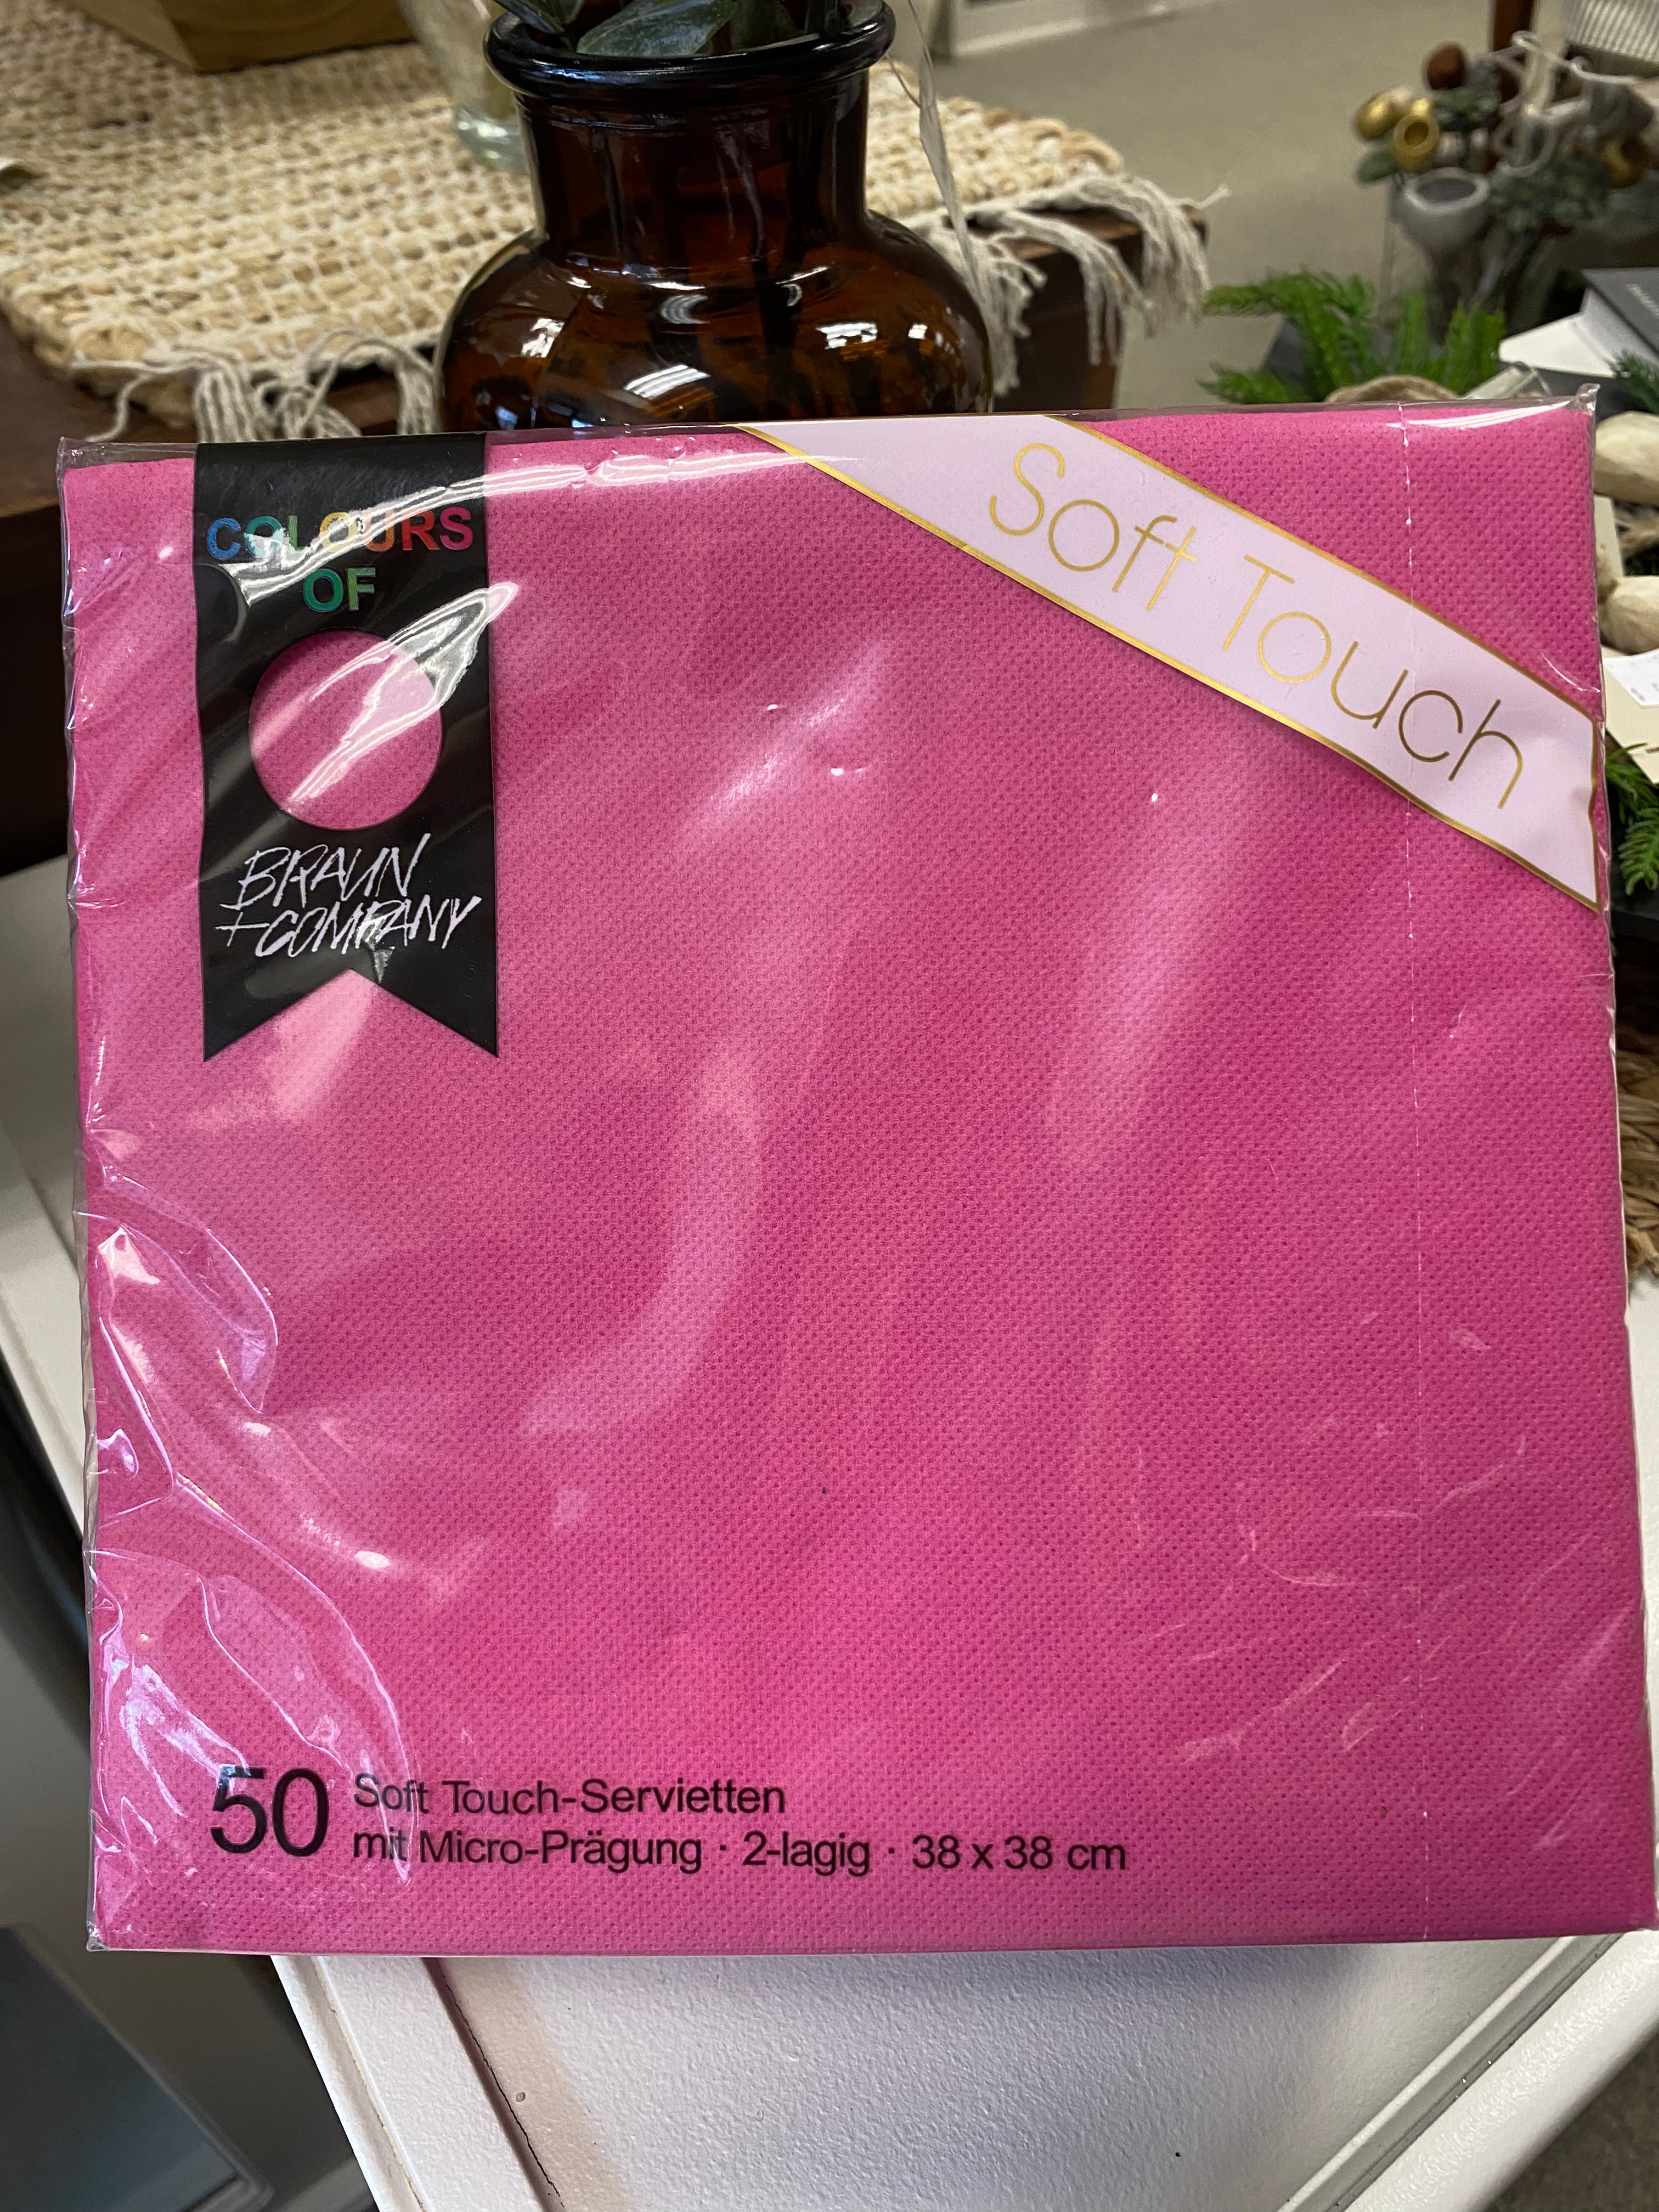 COLOURS
OF
BRAUN
+COMPANY
Soft Touch
50 Soft Touch-Servietten
mit Micro-Prägung · 2-lagig · 38 x 38 cm